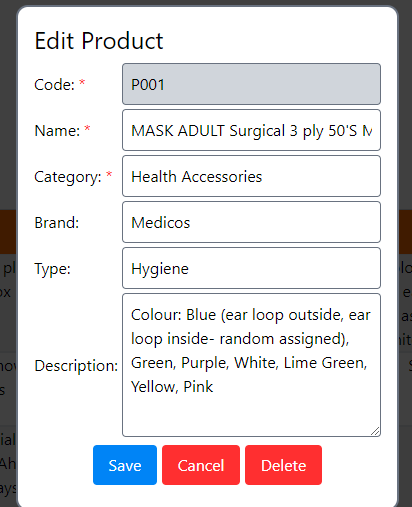 Edit Product
Code: *
P001
Name: *
MASK ADULT Surgical 3 ply 50'S M
Category: *
Health Accessories
Brand:
Medicos
Type:
Hygiene
Description:
Colour: Blue (ear loop outside, ear
loop inside- random assigned),
Green, Purple, White, Lime Green,
Yellow, Pink
Save Cancel Delete